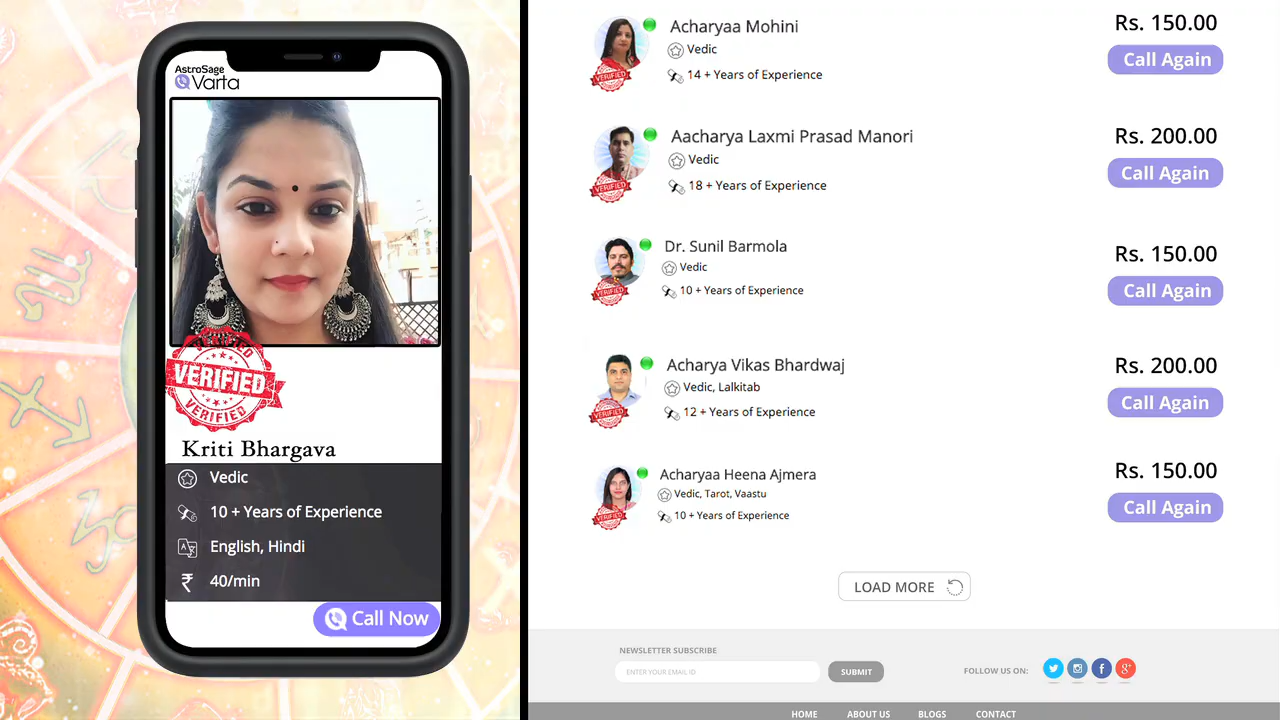 AstroSage
Varta
VERIFIED
VERIFIED
VERIFIED
Kriti Bhargava
Vedic
10 + Years of Experience
English, Hindi
₹ 40/min
Call Now
Acharyaa Mohini
Vedic
14 + Years of Experience
VERIFIED
Rs. 150.00
Call Again
Aacharya Laxmi Prasad Manori
Vedic
18 + Years of Experience
VERIFIED
Rs. 200.00
Call Again
Dr. Sunil Barmola
Vedic
10 + Years of Experience
VERIFIED
Rs. 150.00
Call Again
Acharya Vikas Bhardwaj
Vedic, Lalkitab
12 + Years of Experience
VERIFIED
Rs. 200.00
Call Again
Acharyaa Heena Ajmera
Vedic, Tarot, Vaastu
10 + Years of Experience
VERIFIED
Rs. 150.00
Call Again
LOAD MORE
NEWSLETTER SUBSCRIBE
ENTER YOUR EMAIL ID
SUBMIT
FOLLOW US ON:
HOME ABOUT US BLOGS CONTACT